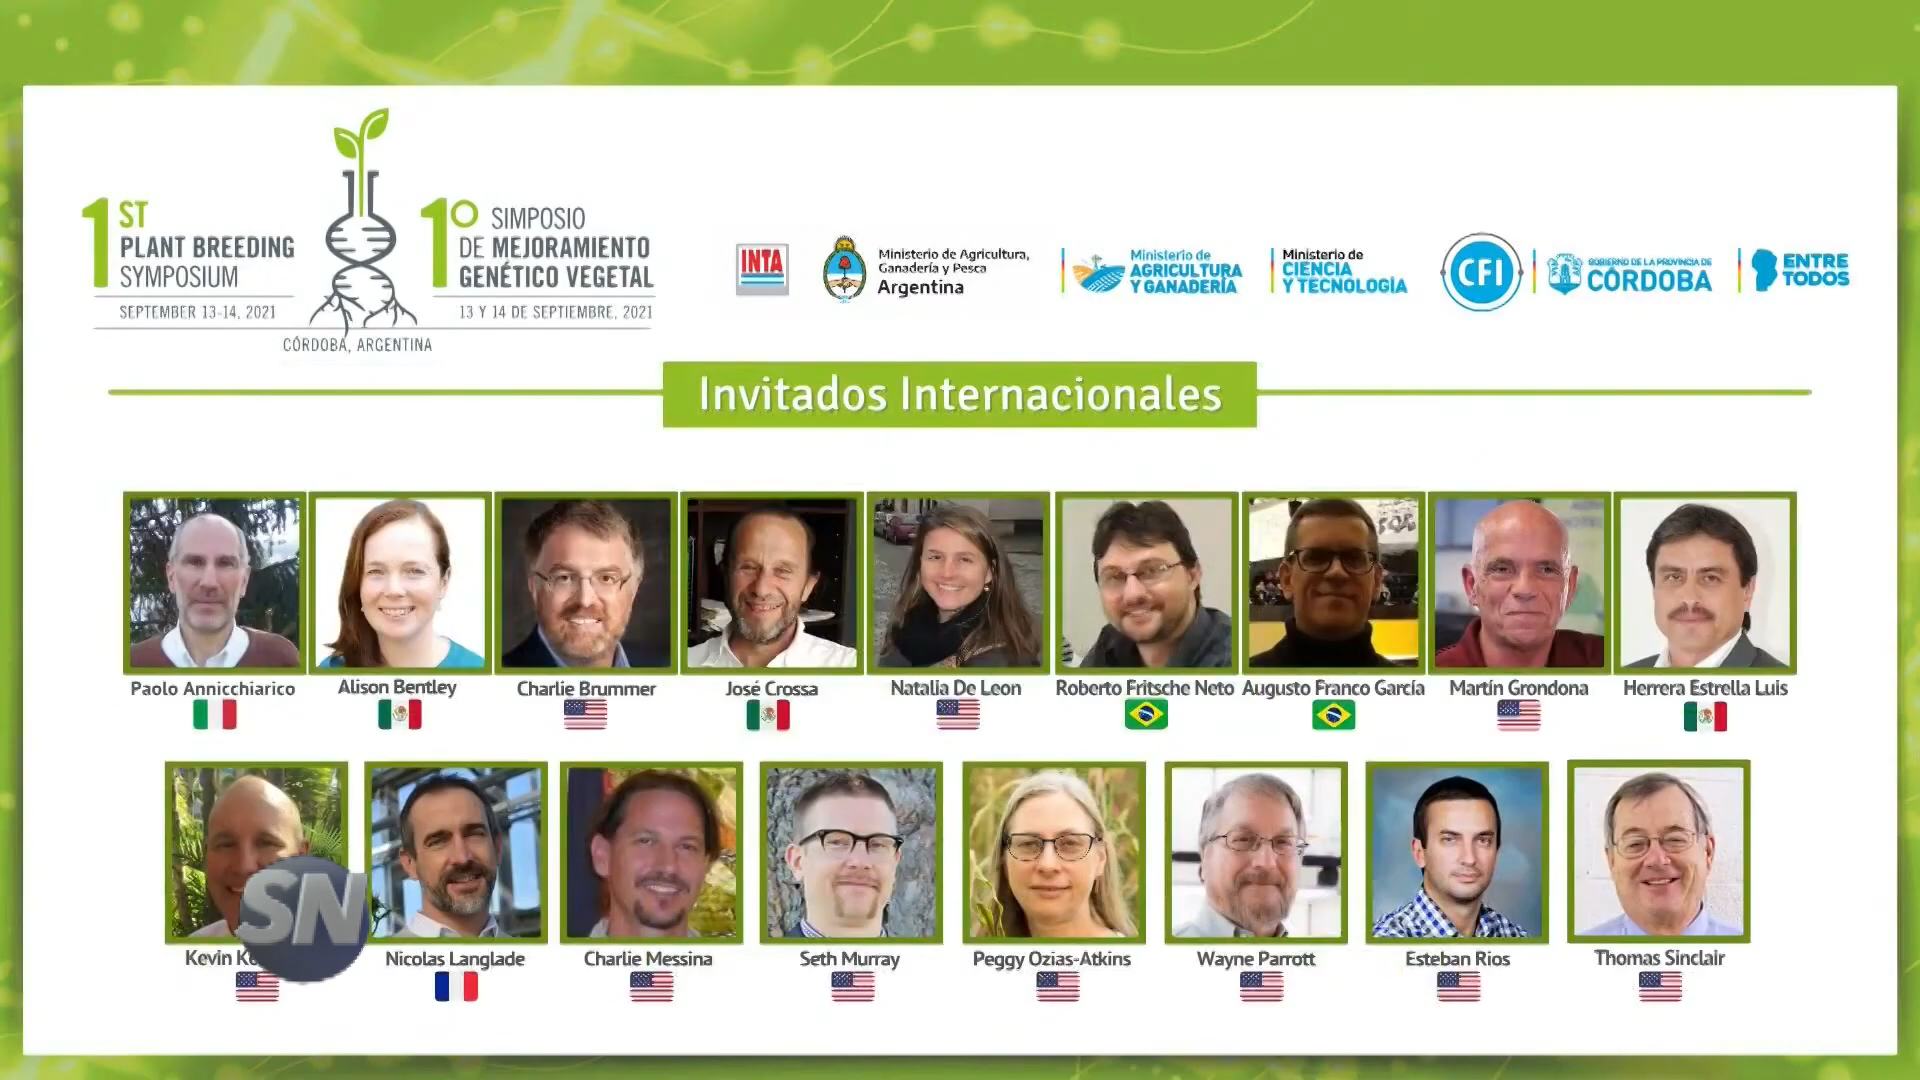 1ST
PLANT BREEDING
SYMPOSIUM
SEPTEMBER 13-14, 2021
1º SIMPOSIO
DE MEJORAMIENTO
GENÉTICO VEGETAL
13 Y 14 DE SEPTIEMBRE, 2021
CÓRDOBA, ARGENTINA
INTA
Ministerio de Agricultura,
Ganadería y Pesca
Argentina
Ministerio de
AGRICULTURA
Y GANADERÍA
Ministerio de
CIENCIA
Y TECNOLOGÍA
CFI
GOBIERNO DE LA PROVINCIA DE
CÓRDOBA
ENTRE
TODOS
Invitados Internacionales
Paolo Annicchiarico
Alison Bentley
Charlie Brummer
José Crossa
Natalia De Leon
Roberto Fritsche Neto
Augusto Franco García
Martín Grondona
Herrera Estrella Luis
Kevin
SN
Nicolas Langlade
Charlie Messina
Seth Murray
Peggy Ozias-Atkins
Wayne Parrott
Esteban Rios
Thomas Sinclair